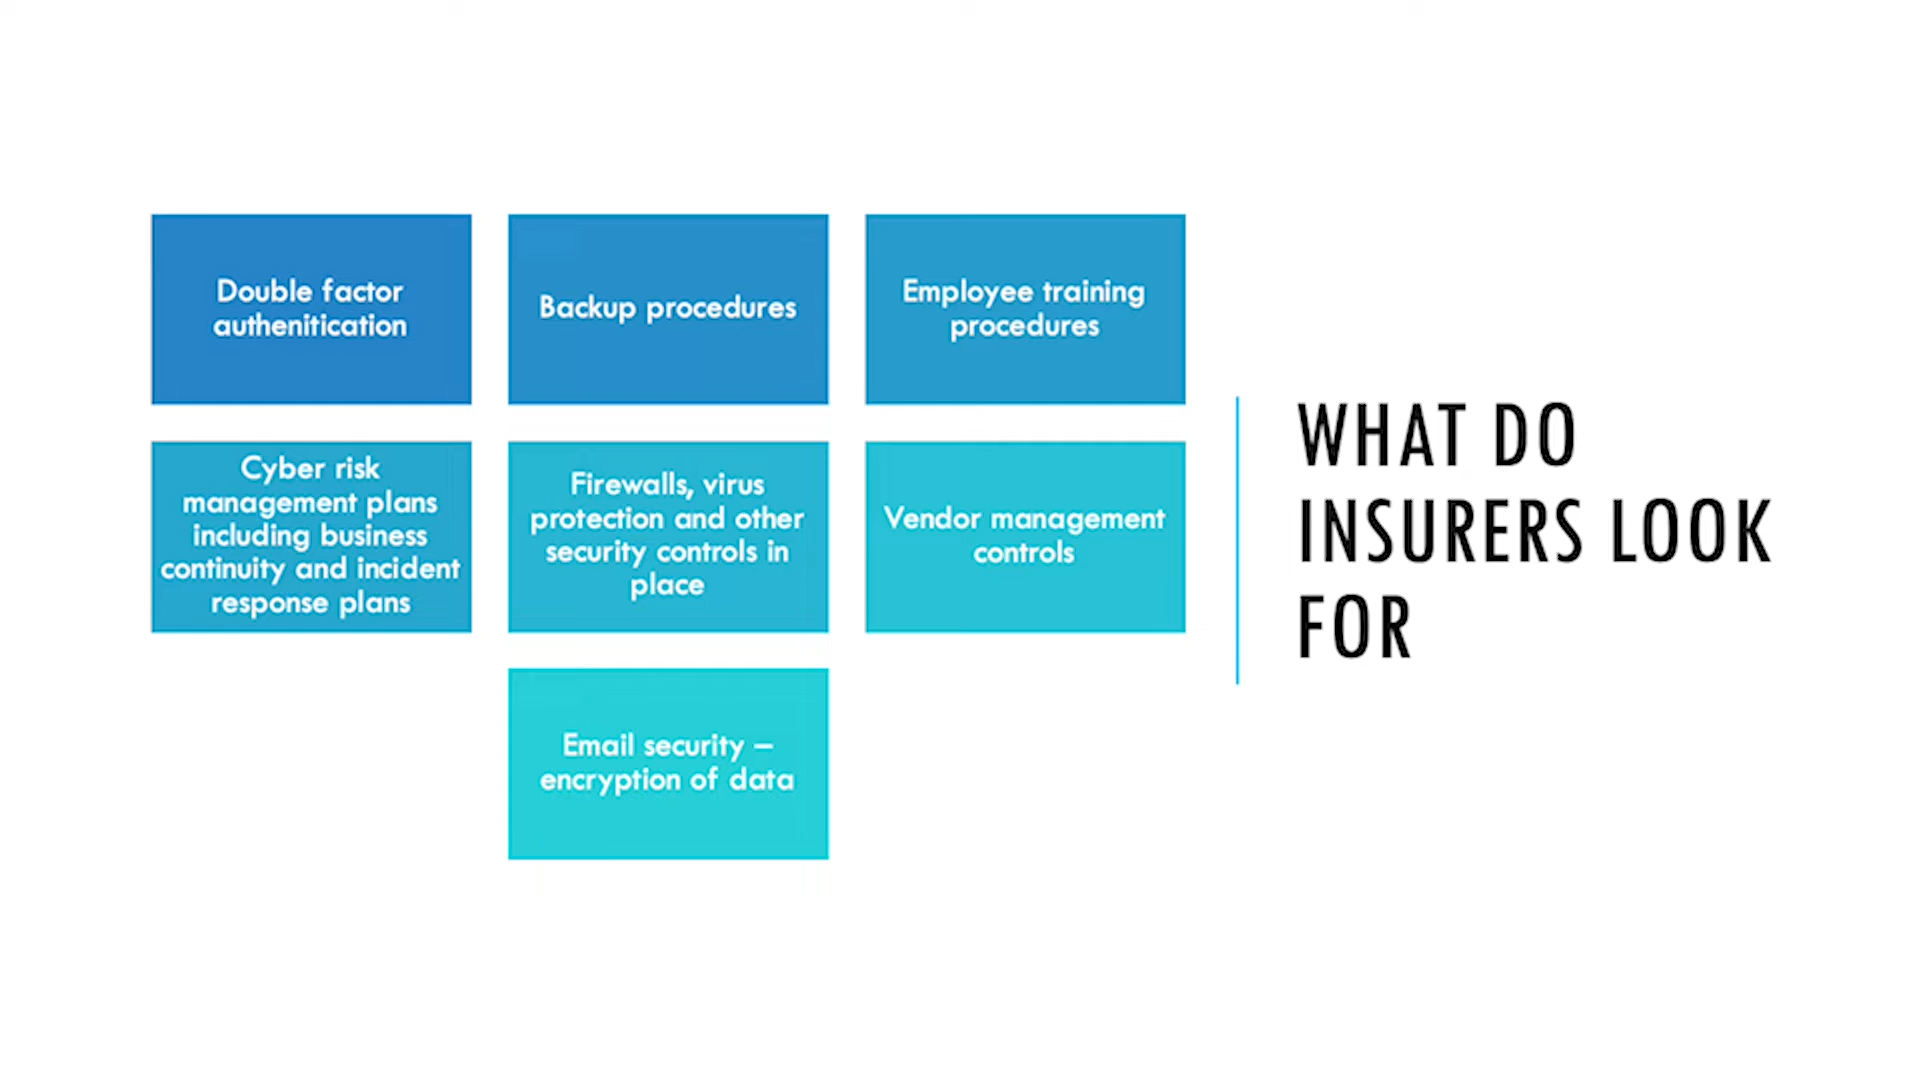 Double factor
authenitication
Backup procedures
Employee training
procedures
Cyber risk
management plans
including business
continuity and incident
response plans
Firewalls, virus
protection and other
security controls in
place
Vendor management
controls
Email security –
encryption of data
WHAT DO
INSURERS LOOK
FOR